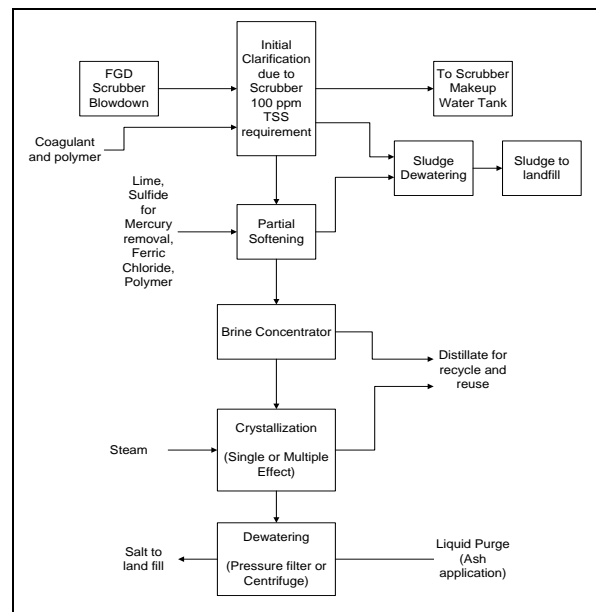 Initial
Clarification
due to
Scrubber
100 ppm
TSS
requirement
FGD
Scrubber
Blowdown
To Scrubber
Makeup
Water Tank
Coagulant
and polymer
Sludge
Dewatering
Sludge to
landfill
Lime,
Sulfide
for
Mercury
removal,
Ferric
Chloride,
Polymer
Partial
Softening
Brine Concentrator
Distillate for
recycle and
reuse
Steam
Crystallization
(Single or Multiple
Effect)
Salt to
land fill
Dewatering
(Pressure filter or
Centrifuge)
Liquid Purge
(Ash
application)